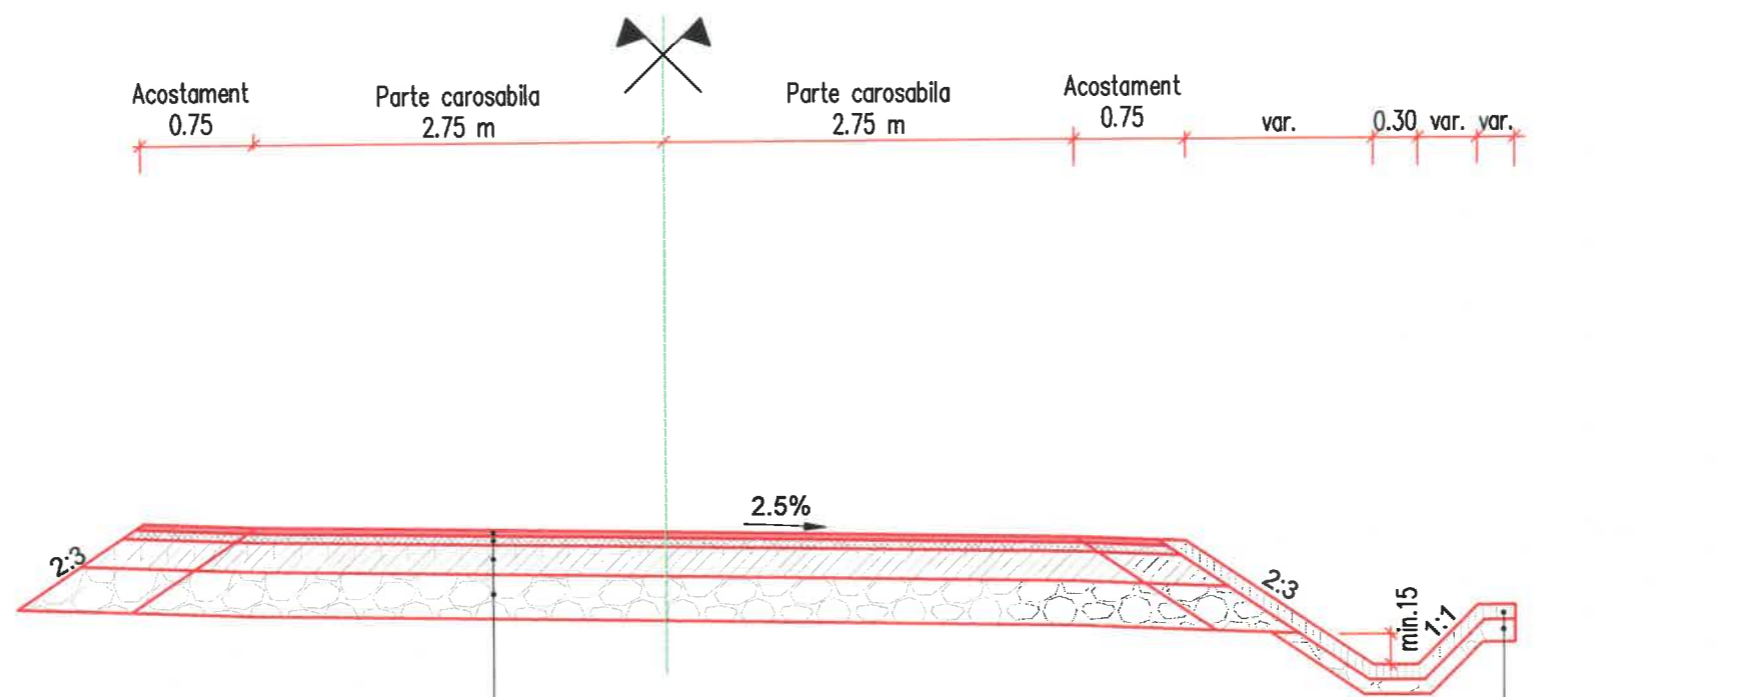 Acostament
0.75
Parte carosabila
2.75 m
Parte carosabila
2.75 m
Acostament
0.75
var.
0.30
var.
var.
2.5%
2:3
2:3
min.15
1:1